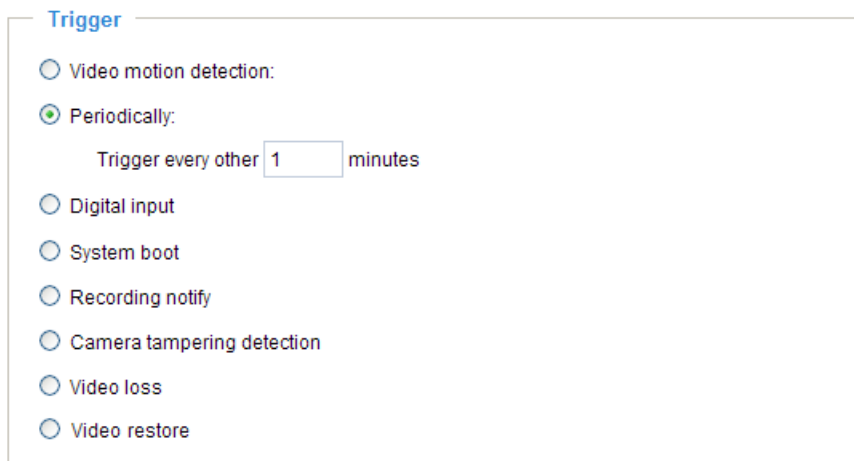 Trigger
Video motion detection:
Periodically:
Trigger every other 1 minutes
Digital input
System boot
Recording notify
Camera tampering detection
Video loss
Video restore